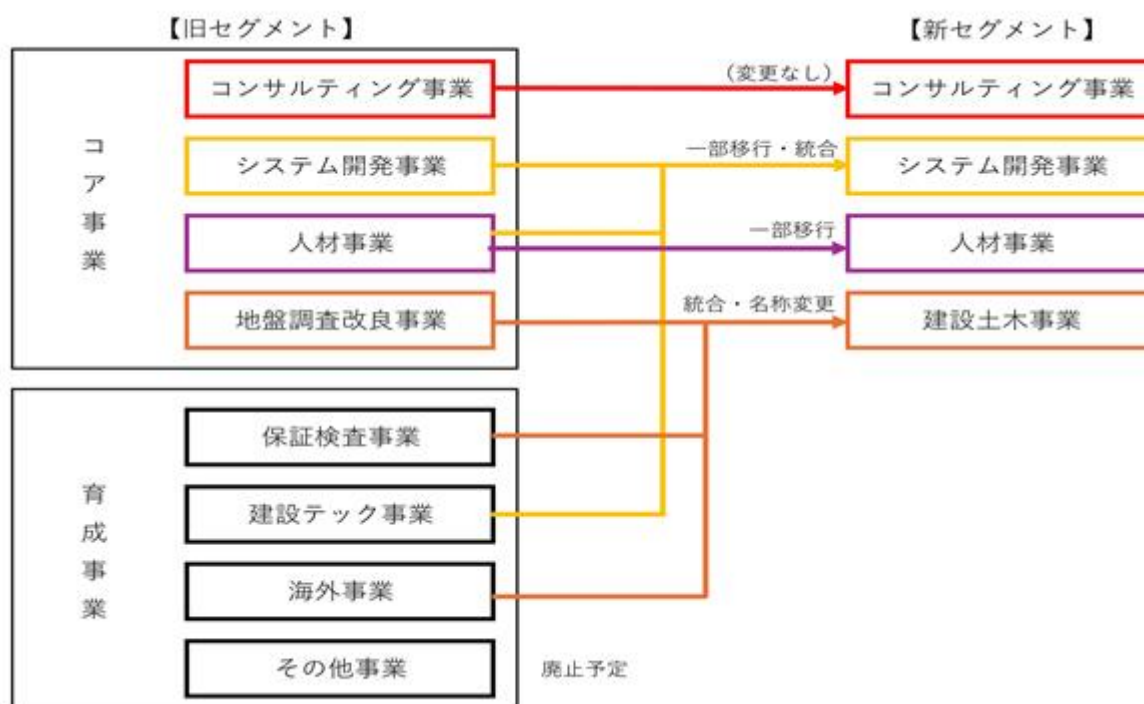 【旧セグメント】
【新セグメント】
コア事業
コンサルティング事業
(変更なし)
コンサルティング事業
システム開発事業
一部移行・統合
システム開発事業
人材事業
一部移行
人材事業
地盤調査改良事業
統合・名称変更
建設土木事業
育成事業
保証検査事業
建設テック事業
海外事業
その他事業
廃止予定